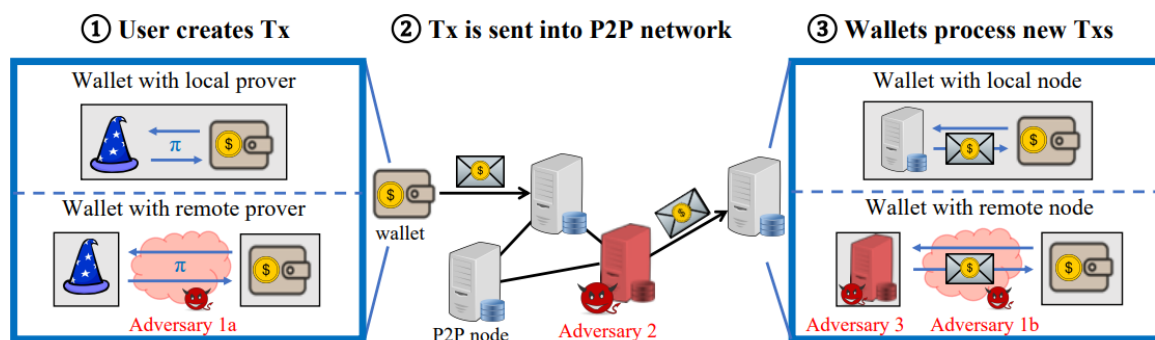 ① User creates Tx
② Tx is sent into P2P network
③ Wallets process new Txs
Wallet with local prover
$
π
Wallet with remote prover
π
$
Adversary 1a
$
wallet
$
$
P2P node
Adversary 2
Wallet with local node
$
$
Wallet with remote node
$
$
Adversary 3
Adversary 1b